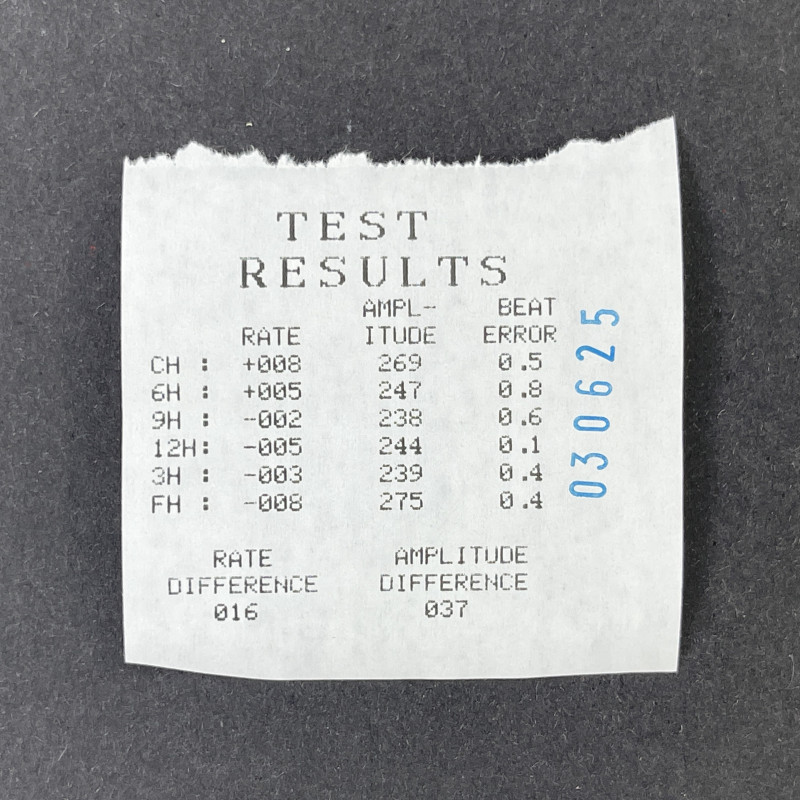 TEST
RESULTS
AMPL- BEAT
RATE ITUDE ERROR
CH : +008 269 0.5
6H : +005 247 0.8
9H : -002 238 0.6
12H: -005 244 0.1
3H : -003 239 0.4
FH : -008 275 0.4
RATE AMPLITUDE
DIFFERENCE DIFFERENCE
016 037
030625